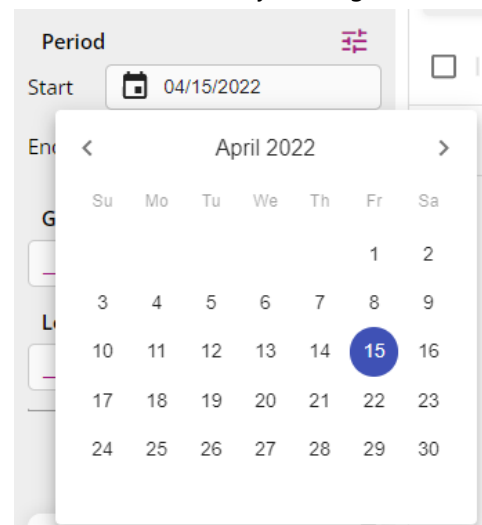 Period
Start 04/15/2022
April 2022
Su Mo Tu We Th Fr Sa
1 2
3 4 5 6 7 8 9
10 11 12 13 14 15 16
17 18 19 20 21 22 23
24 25 26 27 28 29 30